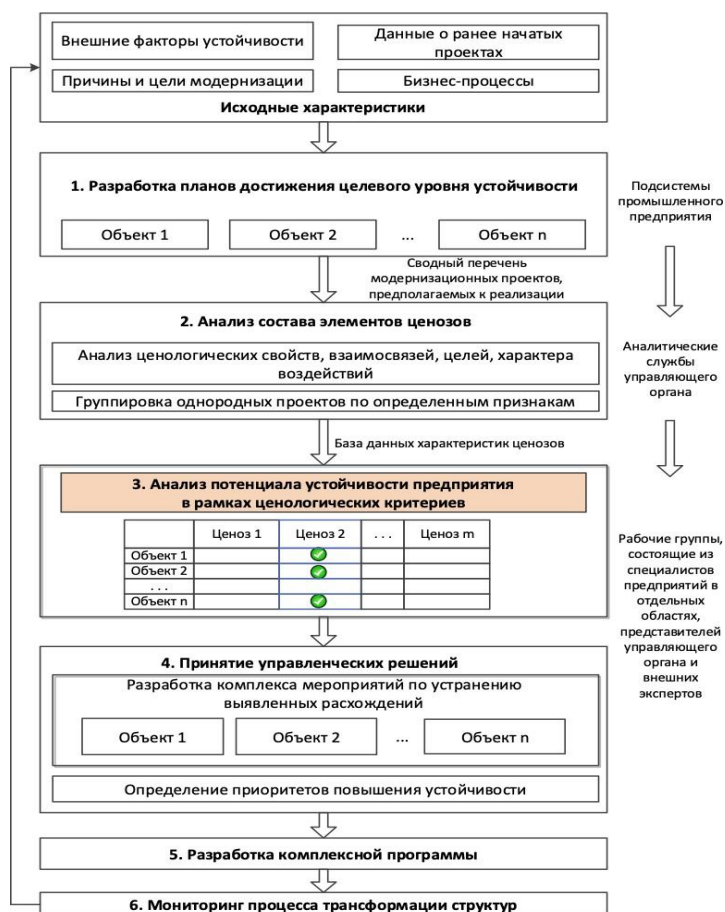 Внешние факторы устойчивости
Данные о ранее начатых
проектах
Причины и цели модернизации
Бизнес-процессы
Исходные характеристики
1. Разработка планов достижения целевого уровня устойчивости
Объект 1
Объект 2
...
Объект n
Подсистемы
промышленного
предприятия
Сводный перечень
модернизационных проектов,
предполагаемых к реализации
2. Анализ состава элементов ценозов
Анализ ценологических свойств, взаимосвязей, целей, характера
воздействий
Группировка однородных проектов по определенным признакам
Аналитические
службы
управляющего
органа
База данных характеристик ценозов
3. Анализ потенциала устойчивости предприятия
в рамках ценологических критериев
Ценоз 1 Ценоз 2 . . . Ценоз m
Объект 1
Объект 2
. . .
Объект n
Рабочие группы,
состоящие из
специалистов
предприятий в
отдельных
областях,
представителей
управляющего
органа и
внешних
экспертов
4. Принятие управленческих решений
Разработка комплекса мероприятий по устранению
выявленных расхождений
Объект 1
Объект 2
...
Объект n
Определение приоритетов повышения устойчивости
5. Разработка комплексной программы
6. Мониторинг процесса трансформации структур